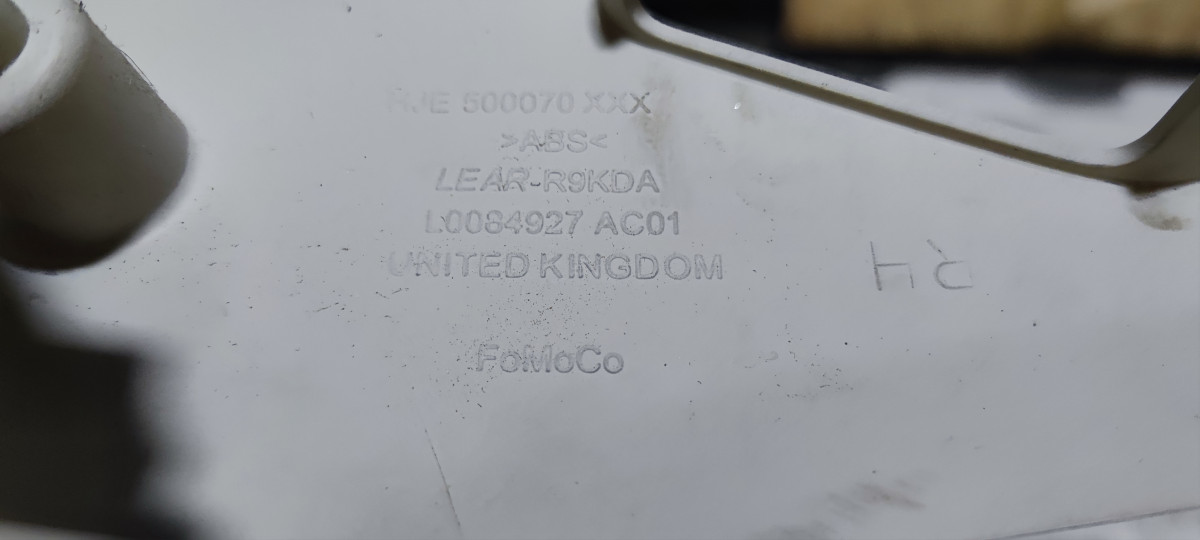 500070 XXX
>ABS<
LEAR-R9KDA
L0084927 AC01
UNITED KINGDOM
FoMoCo